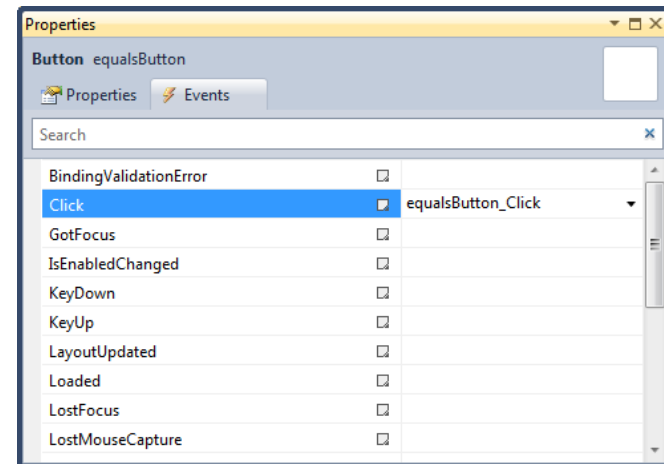 Properties
Button equalsButton
Properties Events
Search
BindingValidationError
Click equalsButton_Click
GotFocus
IsEnabledChanged
KeyDown
KeyUp
LayoutUpdated
Loaded
LostFocus
LostMouseCapture